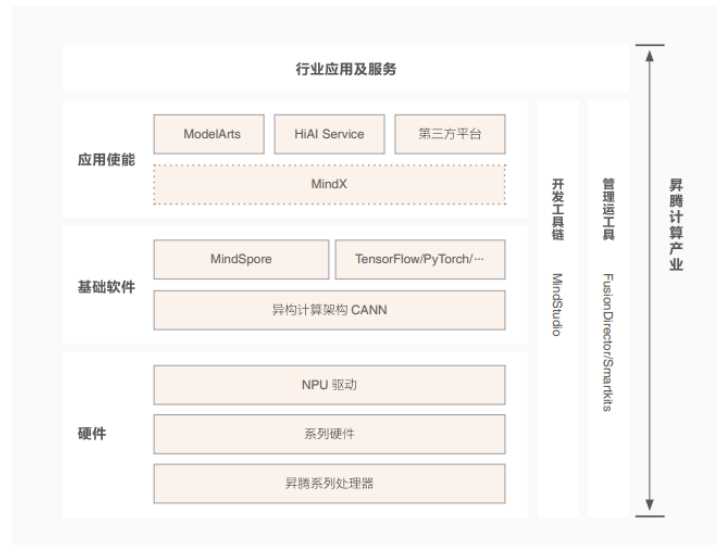 行业应用及服务
应用使能
ModelArts
HiAI Service
第三方平台
MindX
基础软件
MindSpore
TensorFlow/PyTorch/···
异构计算架构 CANN
硬件
NPU 驱动
系列硬件
昇腾系列处理器
开发工具链
MindStudio
管理运工具
FusionDirector/Smartkits
昇腾计算产业